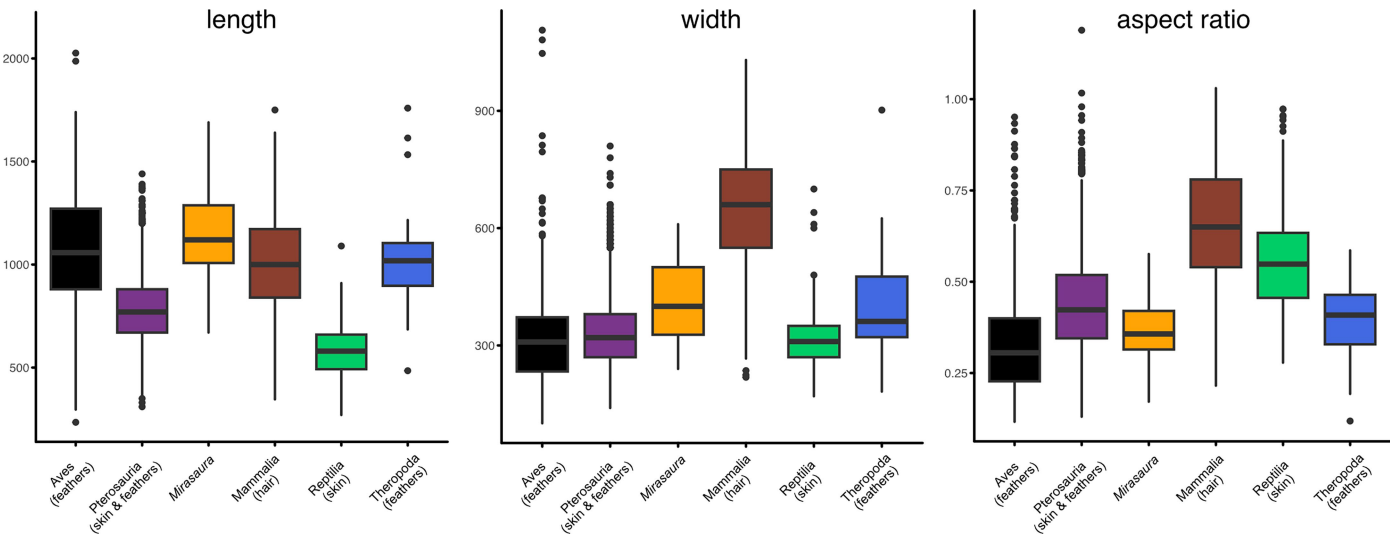 length
2000
1500
1000
500
Aves
(feathers)
Pterosauria
(skin & feathers)
Mirasaura
Mammalia
(hair)
Reptilia
(skin)
Theropoda
(feathers)
width
900
600
300
Aves
(feathers)
Pterosauria
(skin & feathers)
Mirasaura
Mammalia
(hair)
Reptilia
(skin)
Theropoda
(feathers)
aspect ratio
1.00
0.75
0.50
0.25
Aves
(feathers)
Pterosauria
(skin & feathers)
Mirasaura
Mammalia
(hair)
Reptilia
(skin)
Theropoda
(feathers)